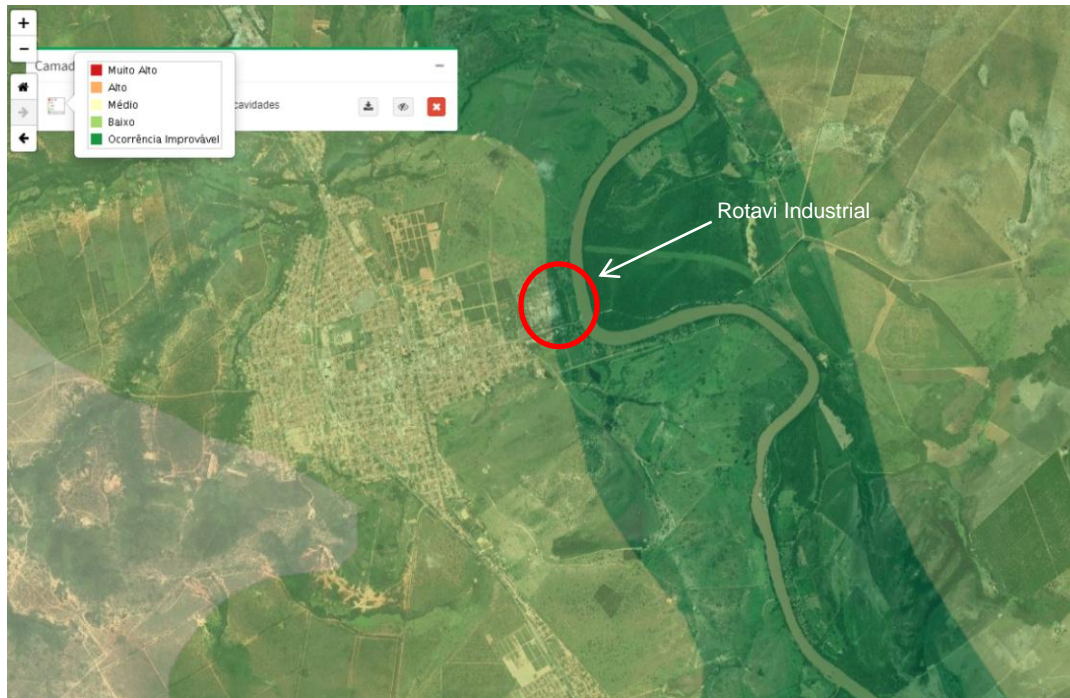 +
−
Camad
Muito Alto
Alto
Médio
cavidades
Baixo
Ocorrência Improvável
Rotavi Industrial